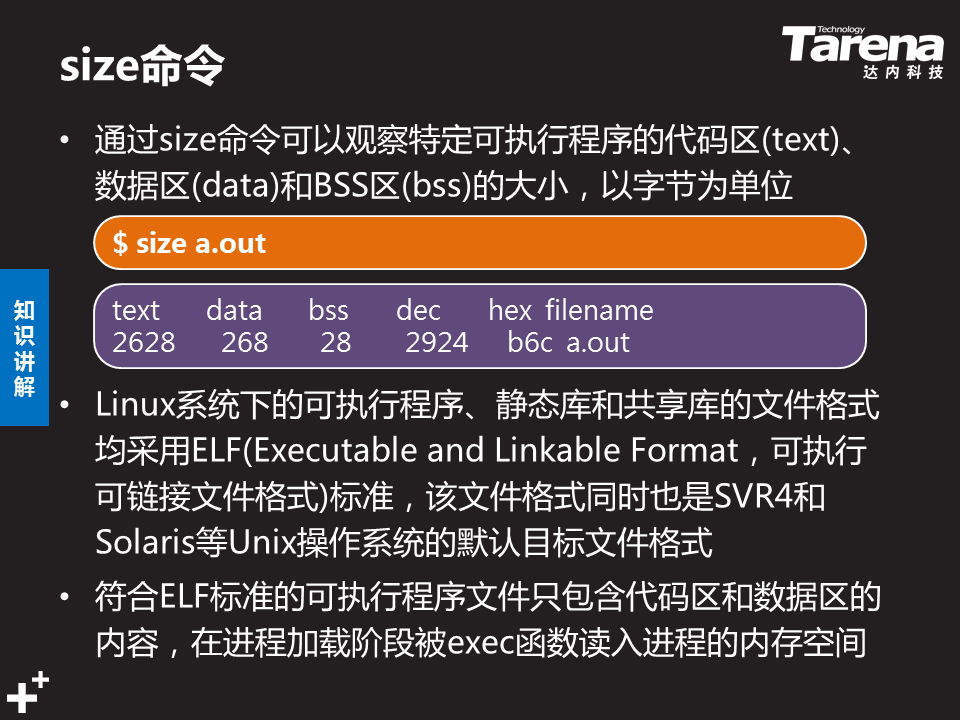 size命令
Technology
Tarena
达内科技
• 通过size命令可以观察特定可执行程序的代码区(text)、
数据区(data)和BSS区(bss)的大小，以字节为单位
$ size a.out
text data bss dec hex filename
2628 268 28 2924 b6c a.out
知
识
讲
解
• Linux系统下的可执行程序、静态库和共享库的文件格式
均采用ELF(Executable and Linkable Format，可执行
可链接文件格式)标准，该文件格式同时也是SVR4和
Solaris等Unix操作系统的默认目标文件格式
• 符合ELF标准的可执行程序文件只包含代码区和数据区的
内容，在进程加载阶段被exec函数读入进程的内存空间